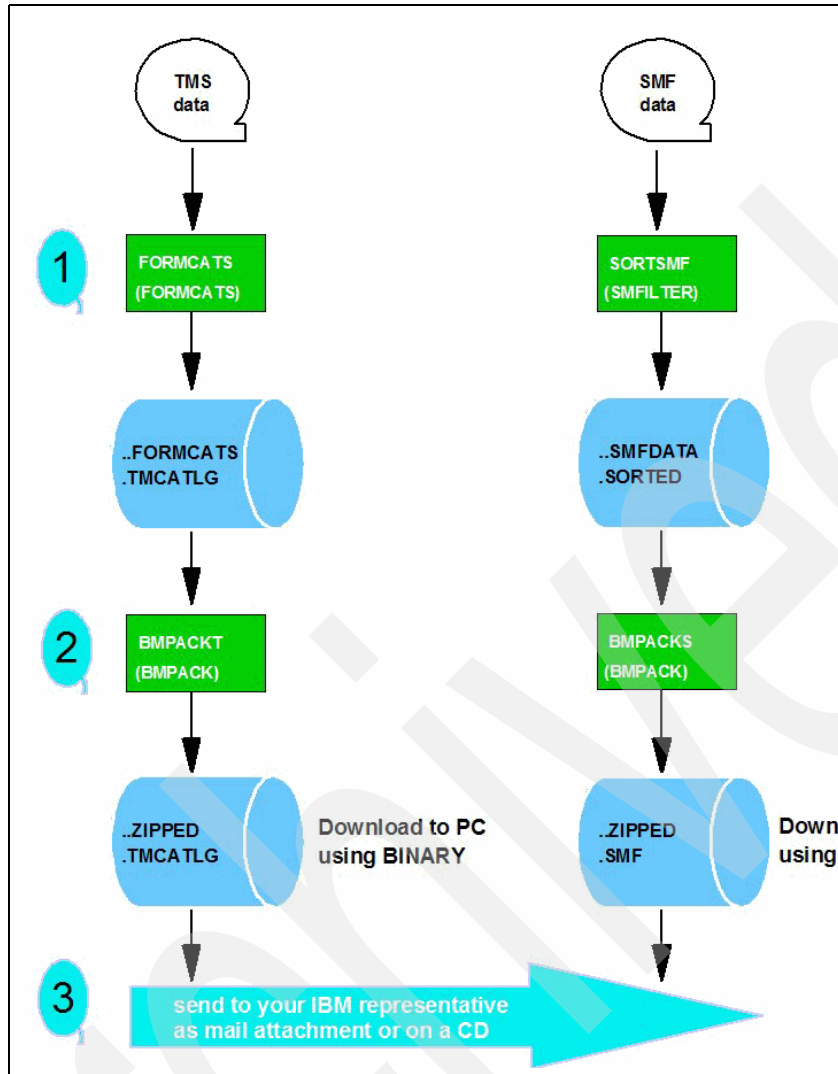 TMS
data
SMF
data
1
FORMCATS
(FORMCATS)
SORTSMF
(SMFILTER)
..FORMCATS
.TMCATLG
..SMFDATA
.SORTED
2
BMPACKT
(BMPACK)
BMPACKS
(BMPACK)
..ZIPPED
.TMCATLG
Download to PC
using BINARY
..ZIPPED
.SMF
Down
using
3
send to your IBM representative
as mail attachment or on a CD